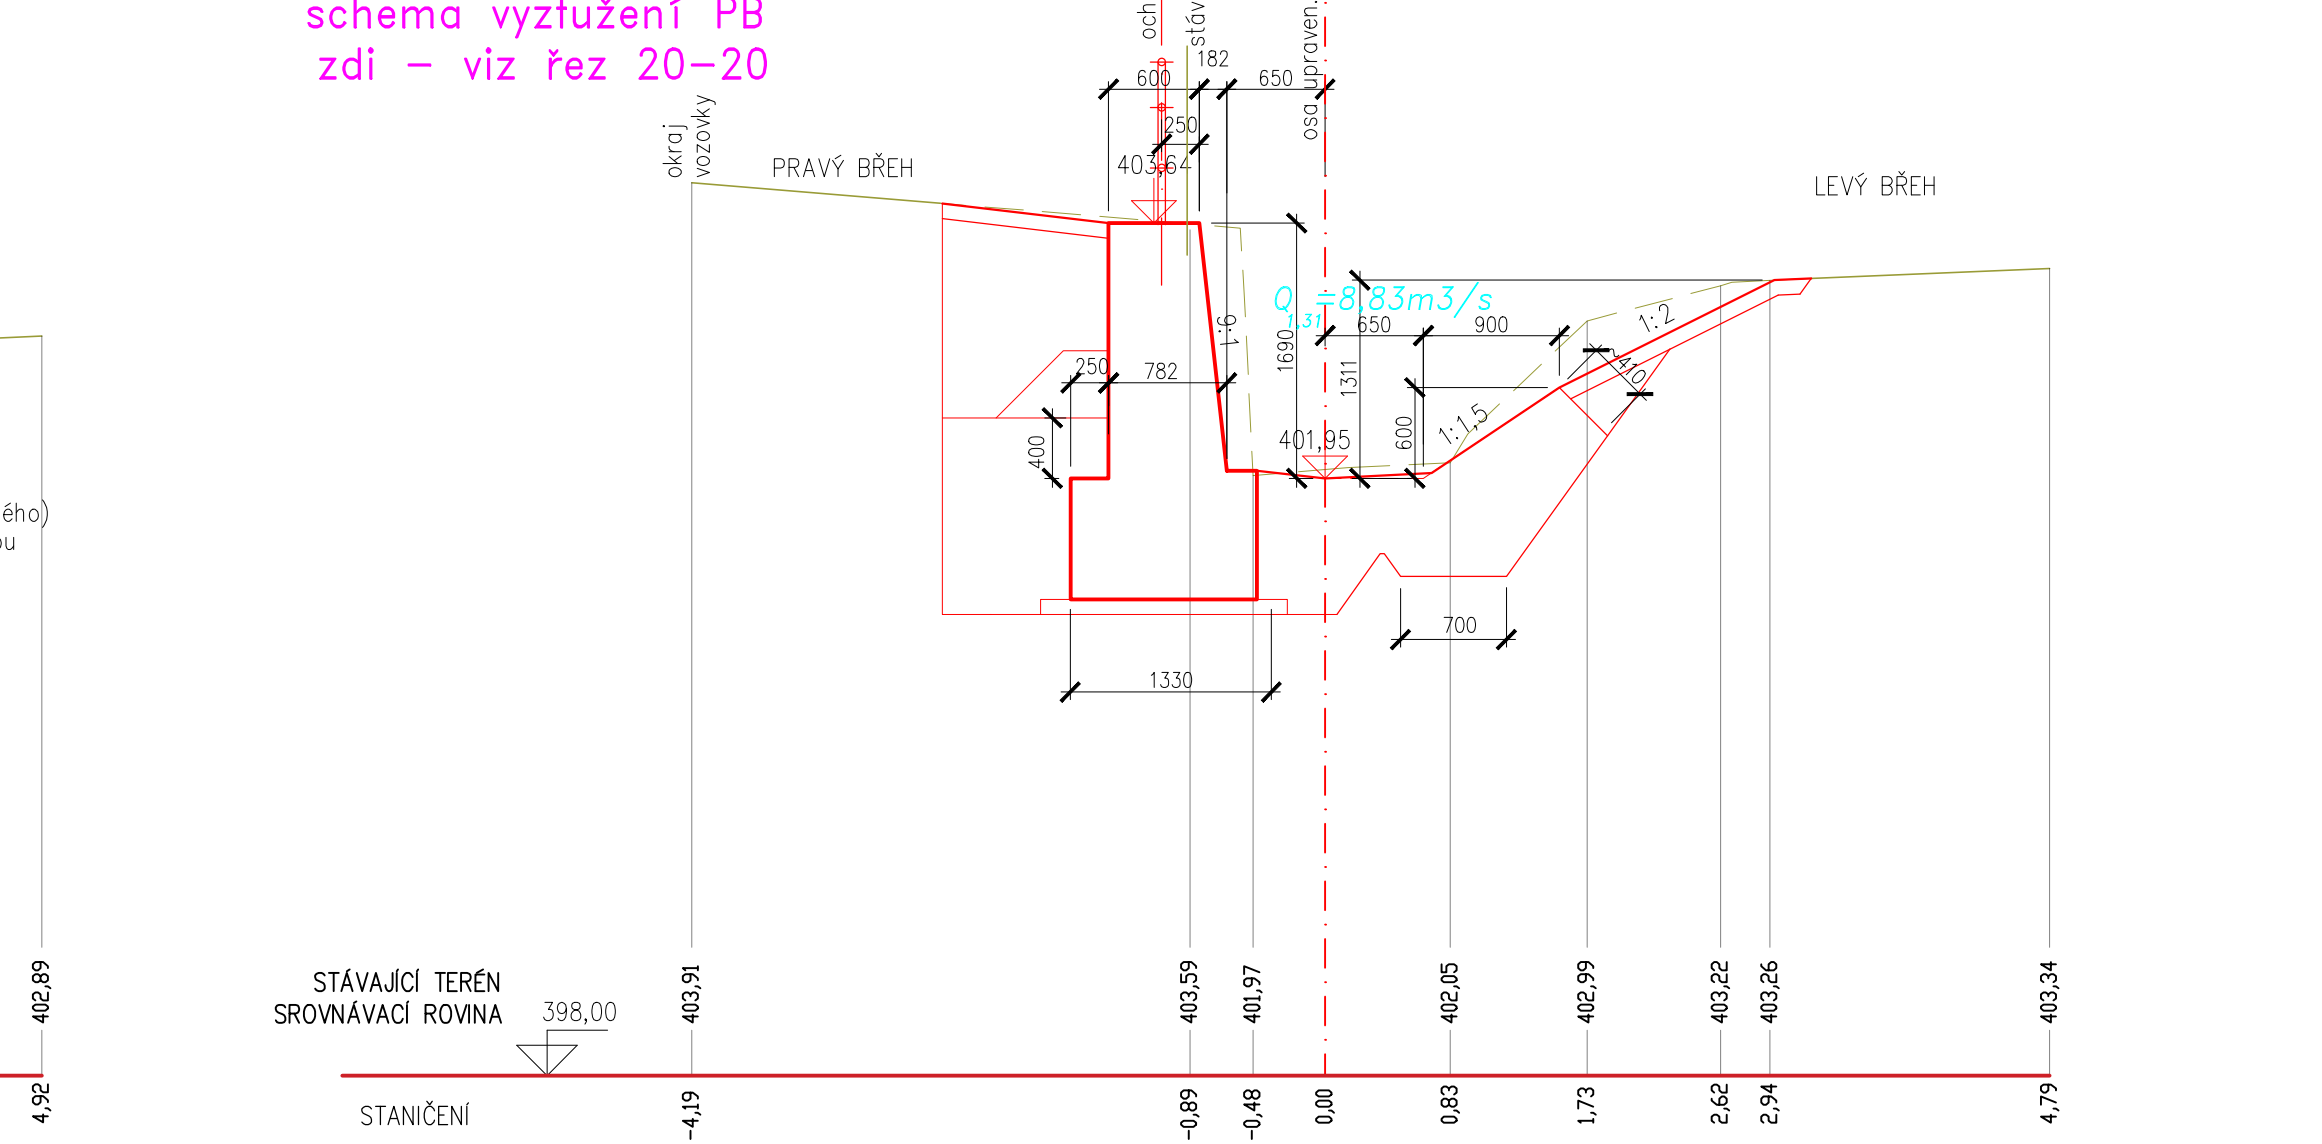 schema vyztužení PB
zdi – viz řez 20–20
okraj
vozovky
PRAVÝ BŘEH
LEVÝ BŘEH
och
stáv
osa upraven.
600
182
650
250
403,64
Q =8,83m3/s
1,31
650
900
1:2
~410
9:1
1690
1311
250
782
1:1,5
600
401,95
400
700
1330
ého)
ou
STÁVAJÍCÍ TERÉN
SROVNÁVACÍ ROVINA
398,00
402,89
403,91
403,59
401,97
402,05
402,99
403,22
403,26
403,34
STANIČENÍ
4,92
–4,19
–0,89
–0,48
0,00
0,83
1,73
2,62
2,94
4,79